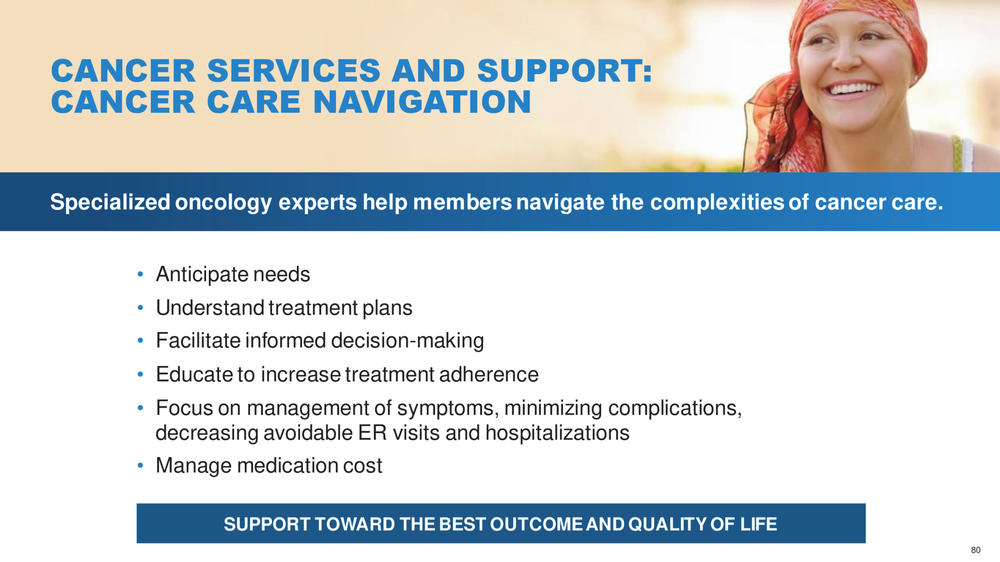 CANCER SERVICES AND SUPPORT:
CANCER CARE NAVIGATION
Specialized oncology experts help members navigate the complexities of cancer care.
• Anticipate needs
• Understand treatment plans
• Facilitate informed decision-making
• Educate to increase treatment adherence
• Focus on management of symptoms, minimizing complications,
decreasing avoidable ER visits and hospitalizations
• Manage medication cost
SUPPORT TOWARD THE BEST OUTCOME AND QUALITY OF LIFE
80